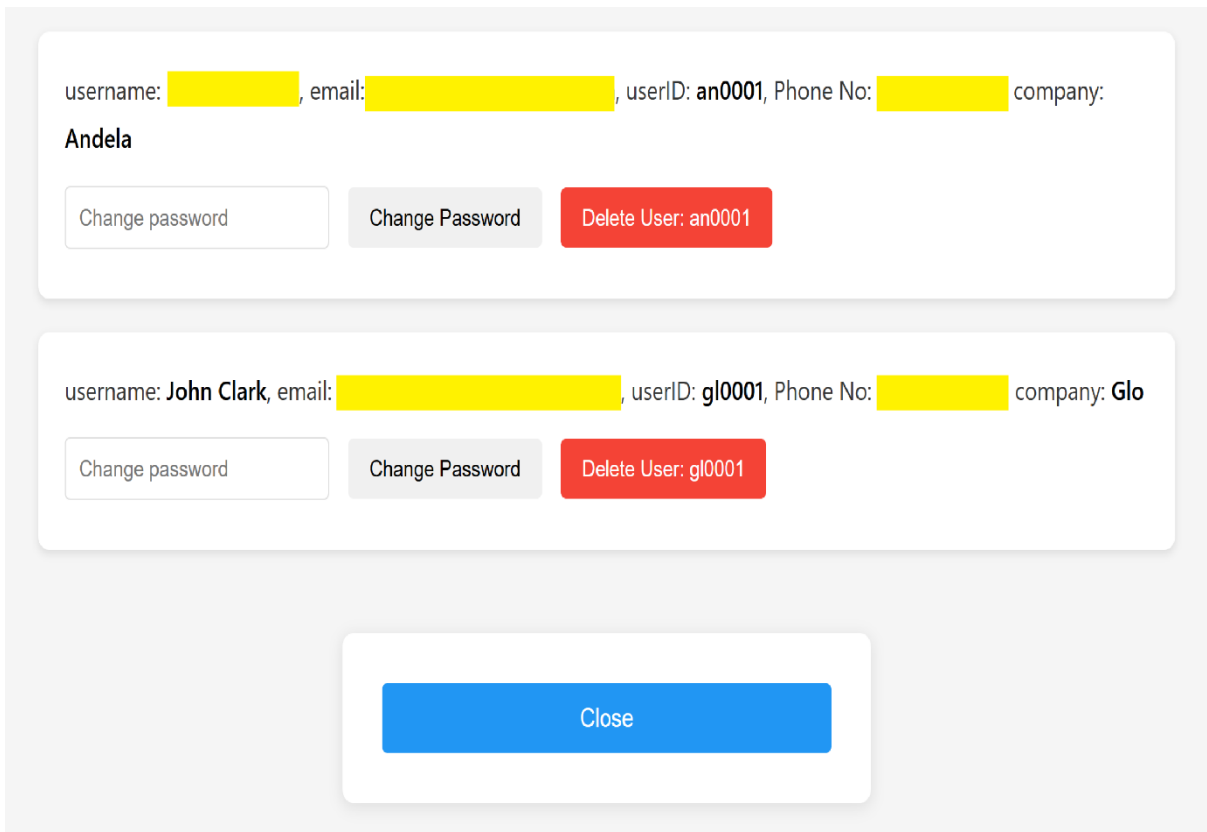 username: , email: , userID: an0001, Phone No: company:
Andela
Change password Change Password Delete User: an0001
username: John Clark, email: , userID: gl0001, Phone No: company: Glo
Change password Change Password Delete User: gl0001
Close